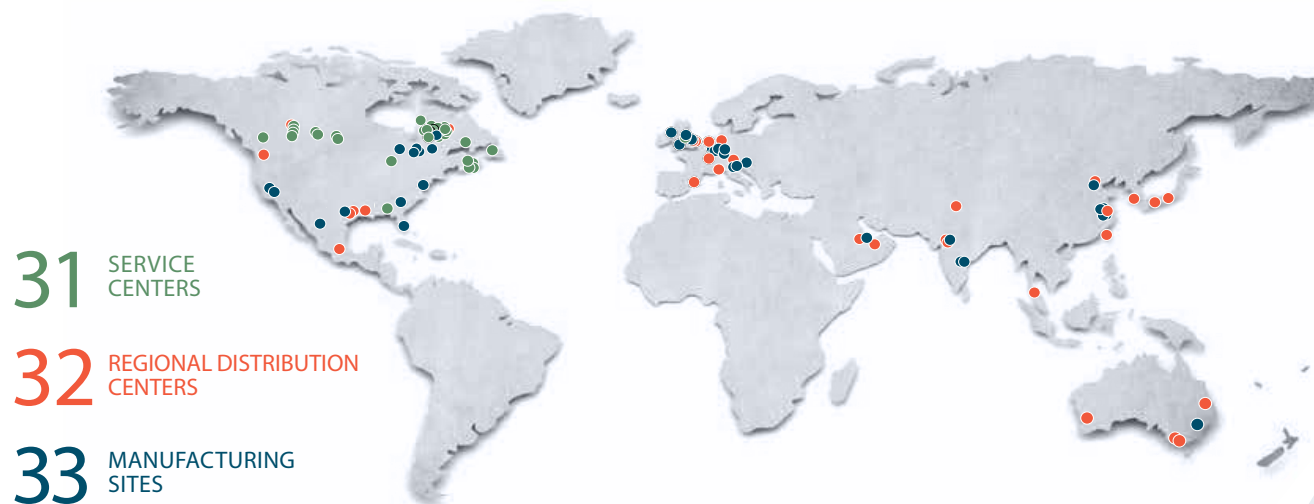 31 SERVICE
CENTERS
32 REGIONAL DISTRIBUTION
CENTERS
33 MANUFACTURING
SITES